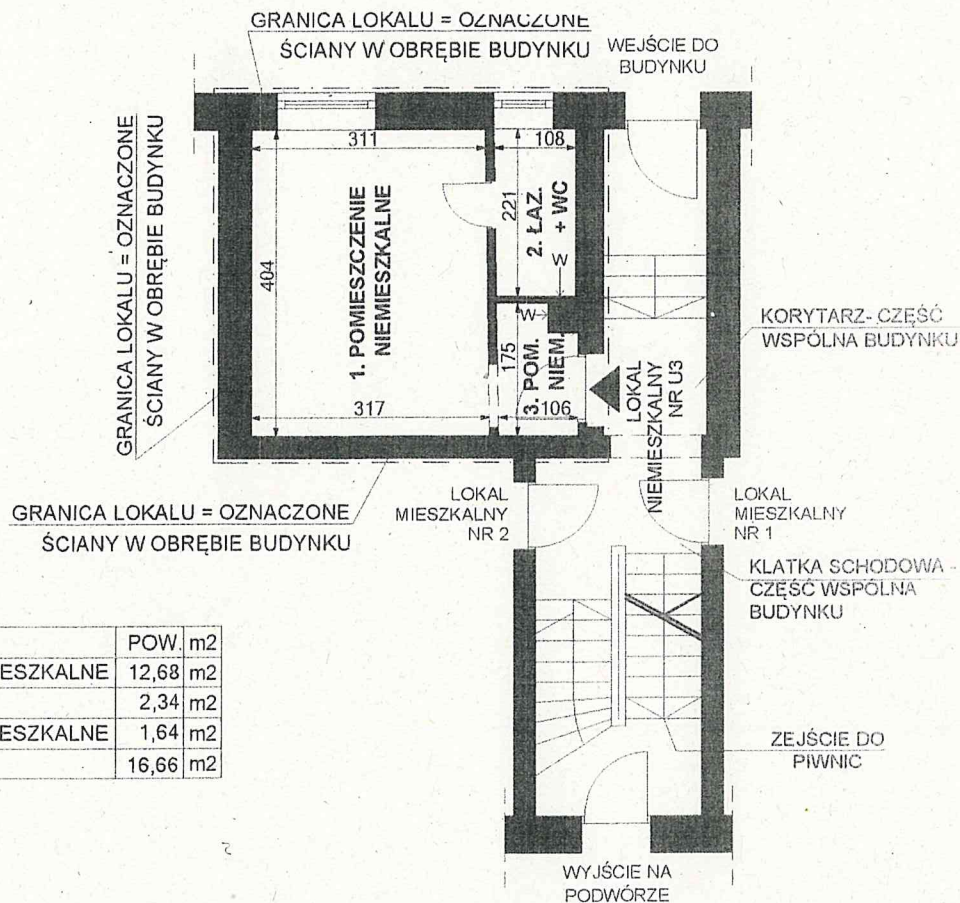 GRANICA LOKALU = OZNACZONE
ŚCIANY W OBRĘBIE BUDYNKU
WEJŚCIE DO
BUDYNKU
GRANICA LOKALU = OZNACZONE
ŚCIANY W OBRĘBIE BUDYNKU
311
108
404
221
1. POMIESZCZENIE
NIEMIESZKALNE
2. ŁAZ.
+ WC
W
W
175
3. POM.
NIEM.
317
106
LOKAL
NIEMIESZKALNY
NR U3
KORYTARZ- CZĘŚĆ
WSPÓLNA BUDYNKU
GRANICA LOKALU = OZNACZONE
ŚCIANY W OBRĘBIE BUDYNKU
LOKAL
MIESZKALNY
NR 2
LOKAL
MIESZKALNY
NR 1
KLATKA SCHODOWA -
CZĘŚĆ WSPÓLNA
BUDYNKU
POW. m2
ESZKALNE 12,68 m2
2,34 m2
ESZKALNE 1,64 m2
16,66 m2
ZEJŚCIE DO
PIWNIC
WYJŚCIE NA
PODWÓRZE